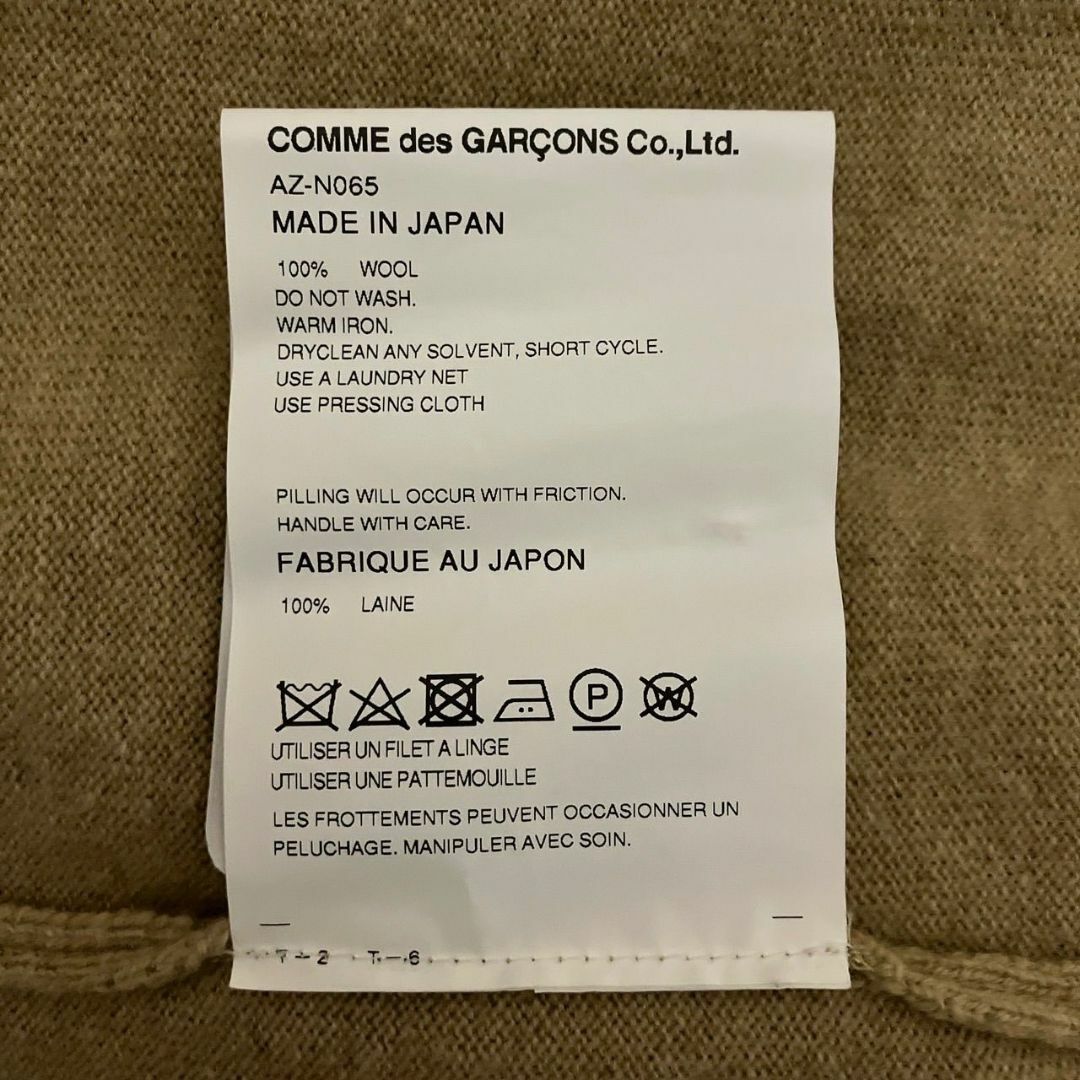 COMME des GARÇONS Co.,Ltd.
AZ-N065
MADE IN JAPAN
100% WOOL
DO NOT WASH.
WARM IRON.
DRYCLEAN ANY SOLVENT, SHORT CYCLE.
USE A LAUNDRY NET
USE PRESSING CLOTH
PILLING WILL OCCUR WITH FRICTION.
HANDLE WITH CARE.
FABRIQUE AU JAPON
100% LAINE
P W
UTILISER UN FILET A LINGE
UTILISER UNE PATTEMOUILLE
LES FROTTEMENTS PEUVENT OCCASIONNER UN
PELUCHAGE. MANIPULER AVEC SOIN.
T-6